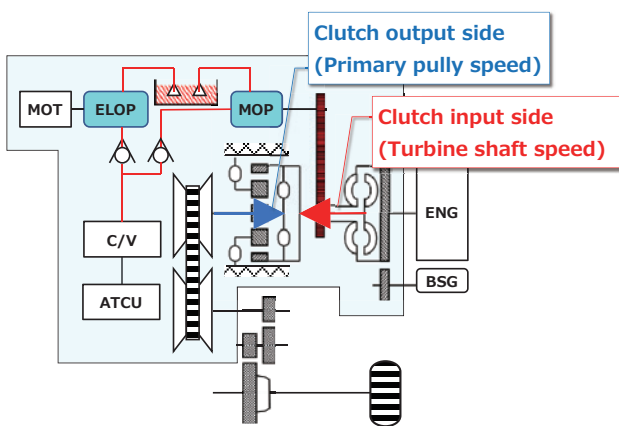 Clutch output side
(Primary pully speed)
MOT
ELOP
MOP
Clutch input side
(Turbine shaft speed)
C/V
ENG
ATCU
BSG